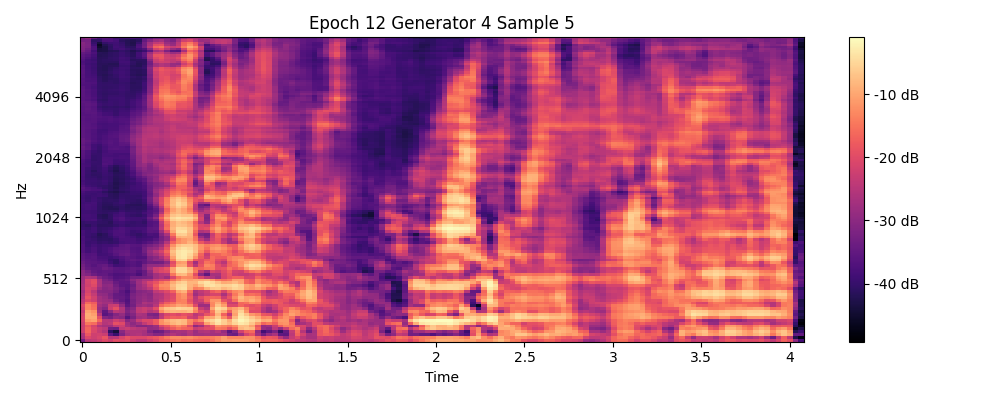 Epoch 12 Generator 4 Sample 5
Hz
4096
2048
1024
512
0
0 0.5 1 1.5 2 2.5 3 3.5 4
Time
-10 dB
-20 dB
-30 dB
-40 dB